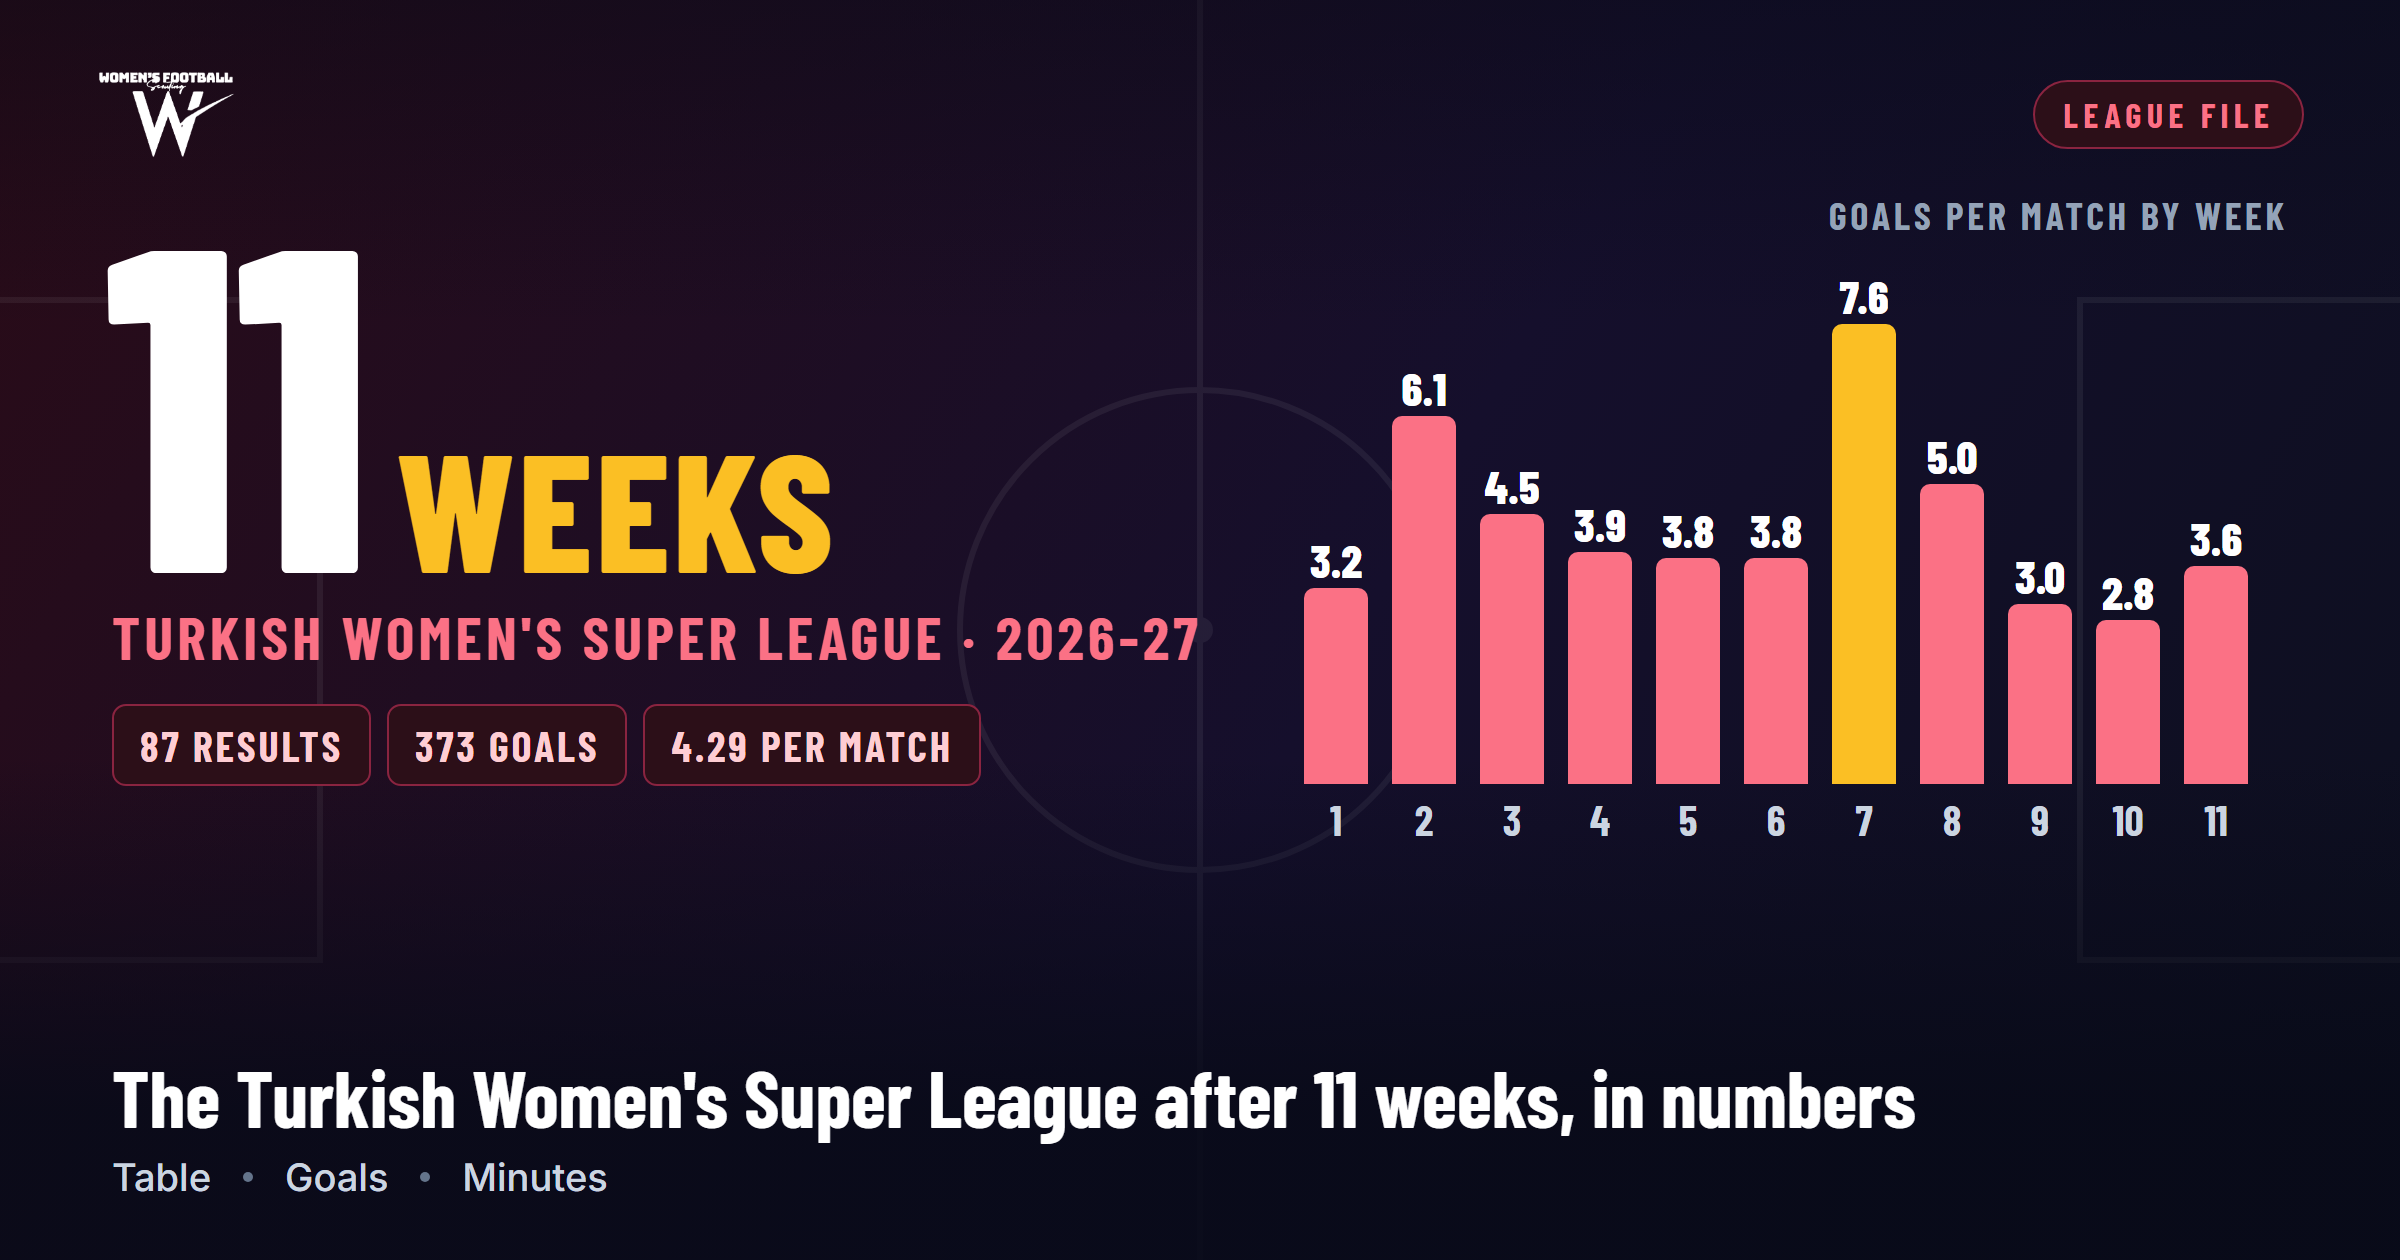 WOMEN'S FOOTBALL
LEAGUE FILE
GOALS PER MATCH BY WEEK
11 WEEKS
TURKISH WOMEN'S SUPER LEAGUE · 2026-27
87 RESULTS
373 GOALS
4.29 PER MATCH
3.2
6.1
4.5
3.9
3.8
3.8
7.6
5.0
3.0
2.8
3.6
1 2 3 4 5 6 7 8 9 10 11
The Turkish Women's Super League after 11 weeks, in numbers
Table • Goals • Minutes